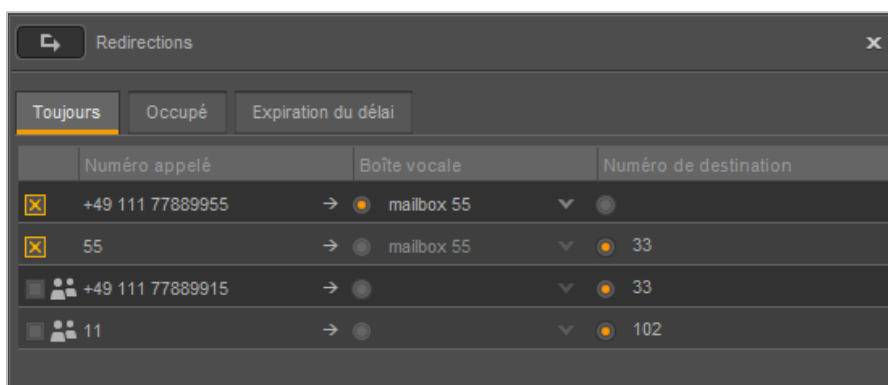 Redirections
Toujours Occupé Expiration du délai
Numéro appelé Boîte vocale Numéro de destination
+49 111 77889955 → mailbox 55
55 → mailbox 55 33
+49 111 77889915 → 33
11 → 102